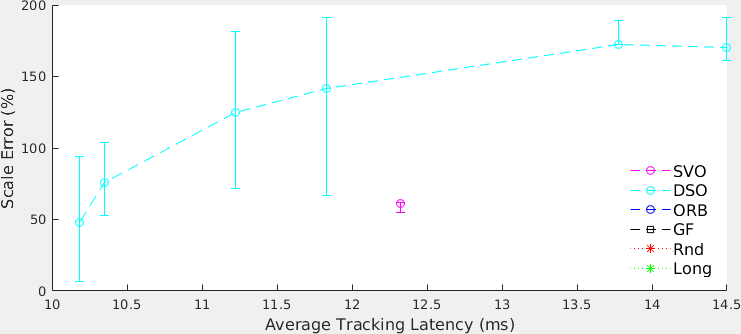 200
150
100
50
0
Scale Error (%)
10
10.5
11
11.5
12
12.5
13
13.5
14
14.5
Average Tracking Latency (ms)
SVO
DSO
ORB
GF
Rnd
Long